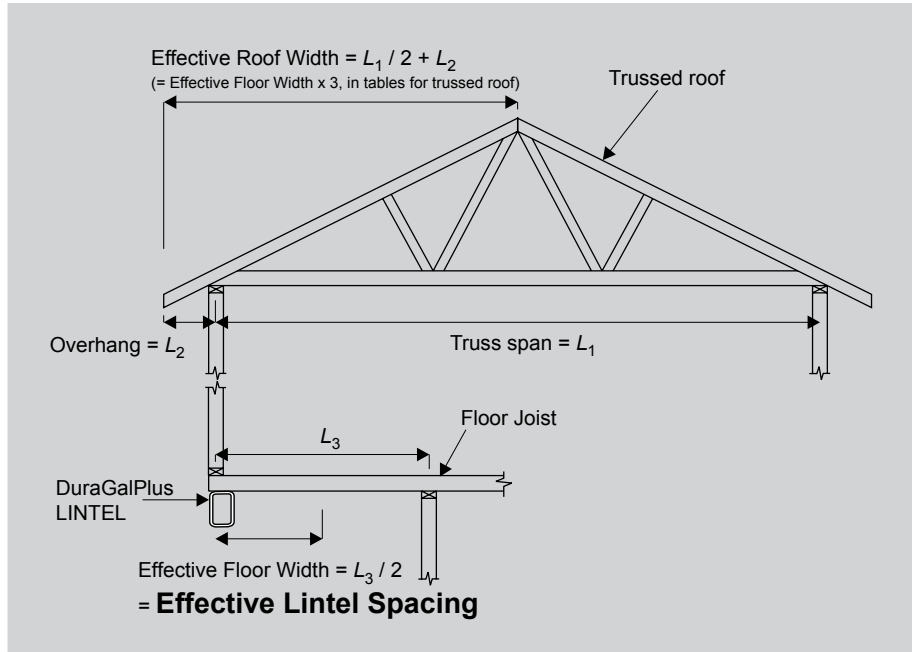 Effective Roof Width = L1 / 2 + L2
(= Effective Floor Width x 3, in tables for trussed roof)
Trussed roof
Overhang = L2
Truss span = L1
Floor Joist
L3
DuraGalPlus
LINTEL
Effective Floor Width = L3 / 2
= Effective Lintel Spacing